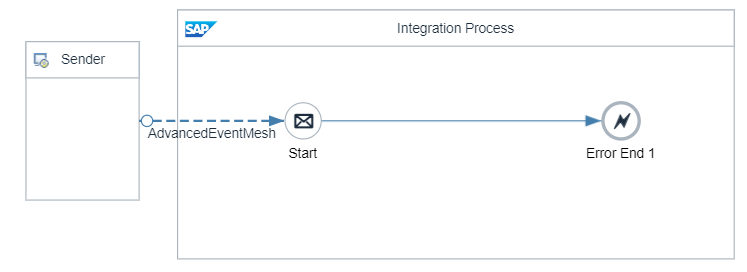 SAP
Integration Process
Sender
AdvancedEventMesh
Start
Error End 1